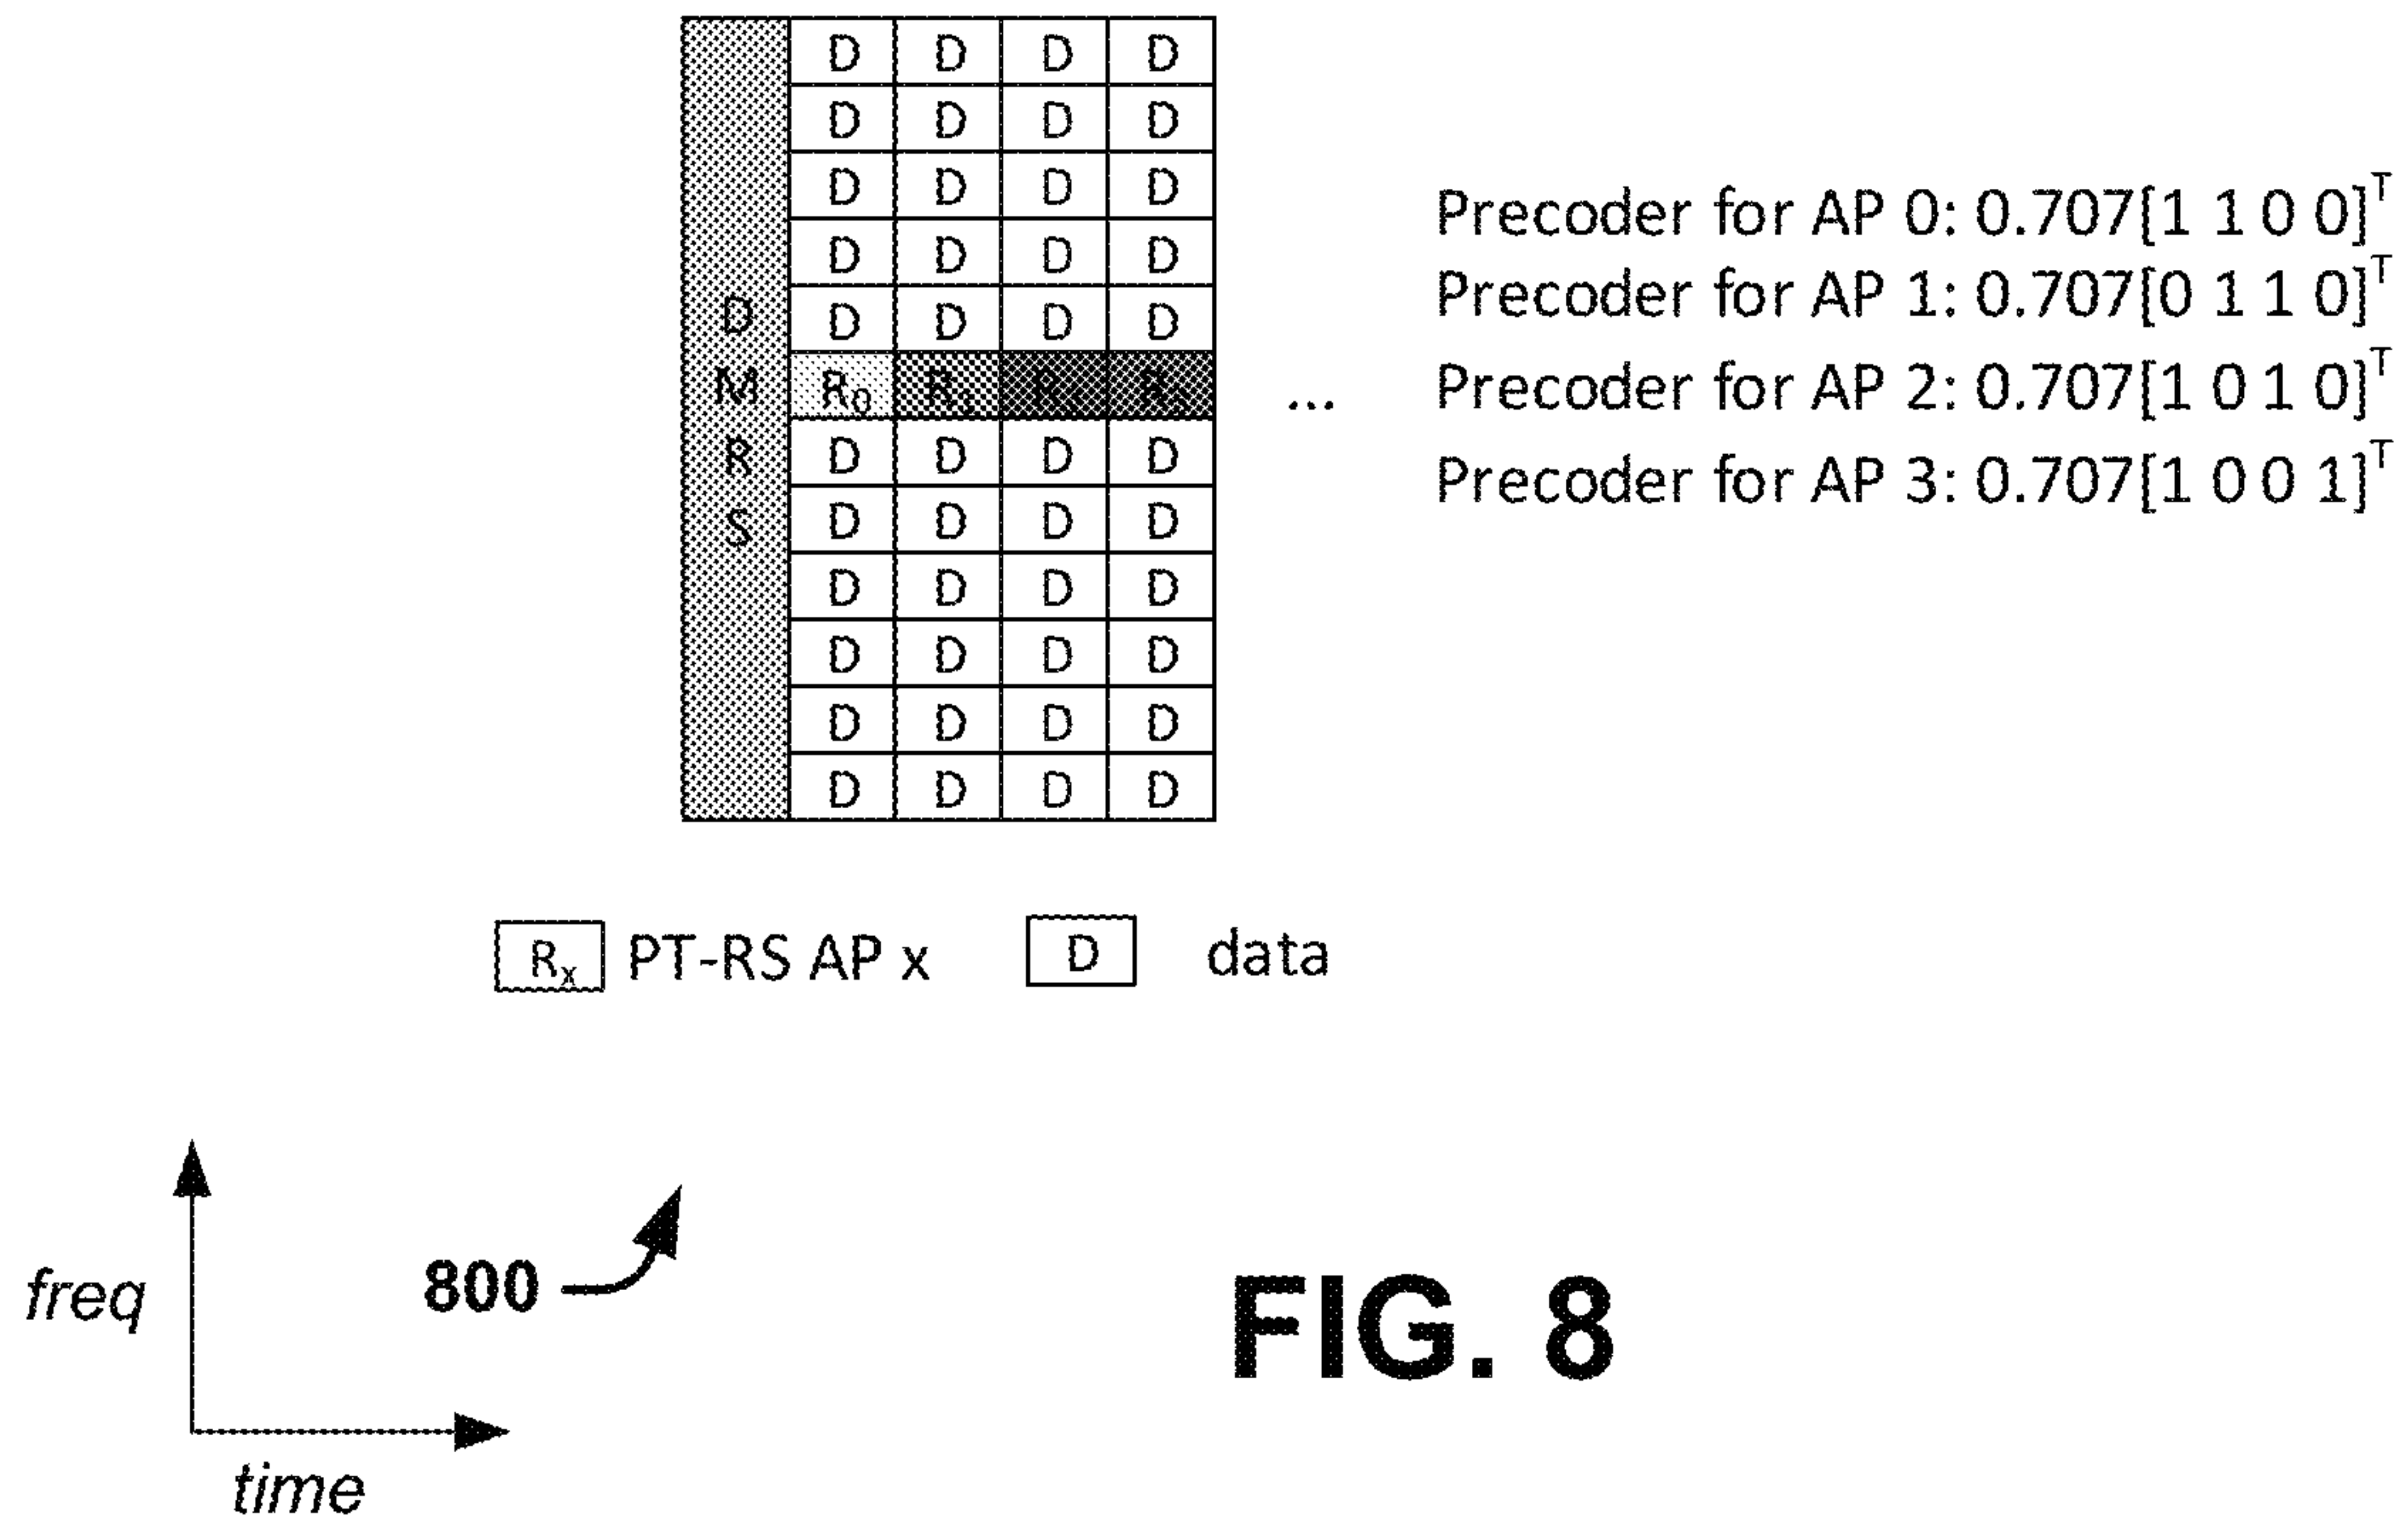 D D D D
D D D D
D D D D
D D D D
D D D D
R₀ R R R
D D D D
D D D D
D D D D
D D D D
D D D D
D D D D
D
M
R
S
...
Precoder for AP 0: 0.707[1 1 0 0]ᵀ
Precoder for AP 1: 0.707[0 1 1 0]ᵀ
Precoder for AP 2: 0.707[1 0 1 0]ᵀ
Precoder for AP 3: 0.707[1 0 0 1]ᵀ
Rₓ PT-RS AP x D data
freq
time
800
FIG. 8